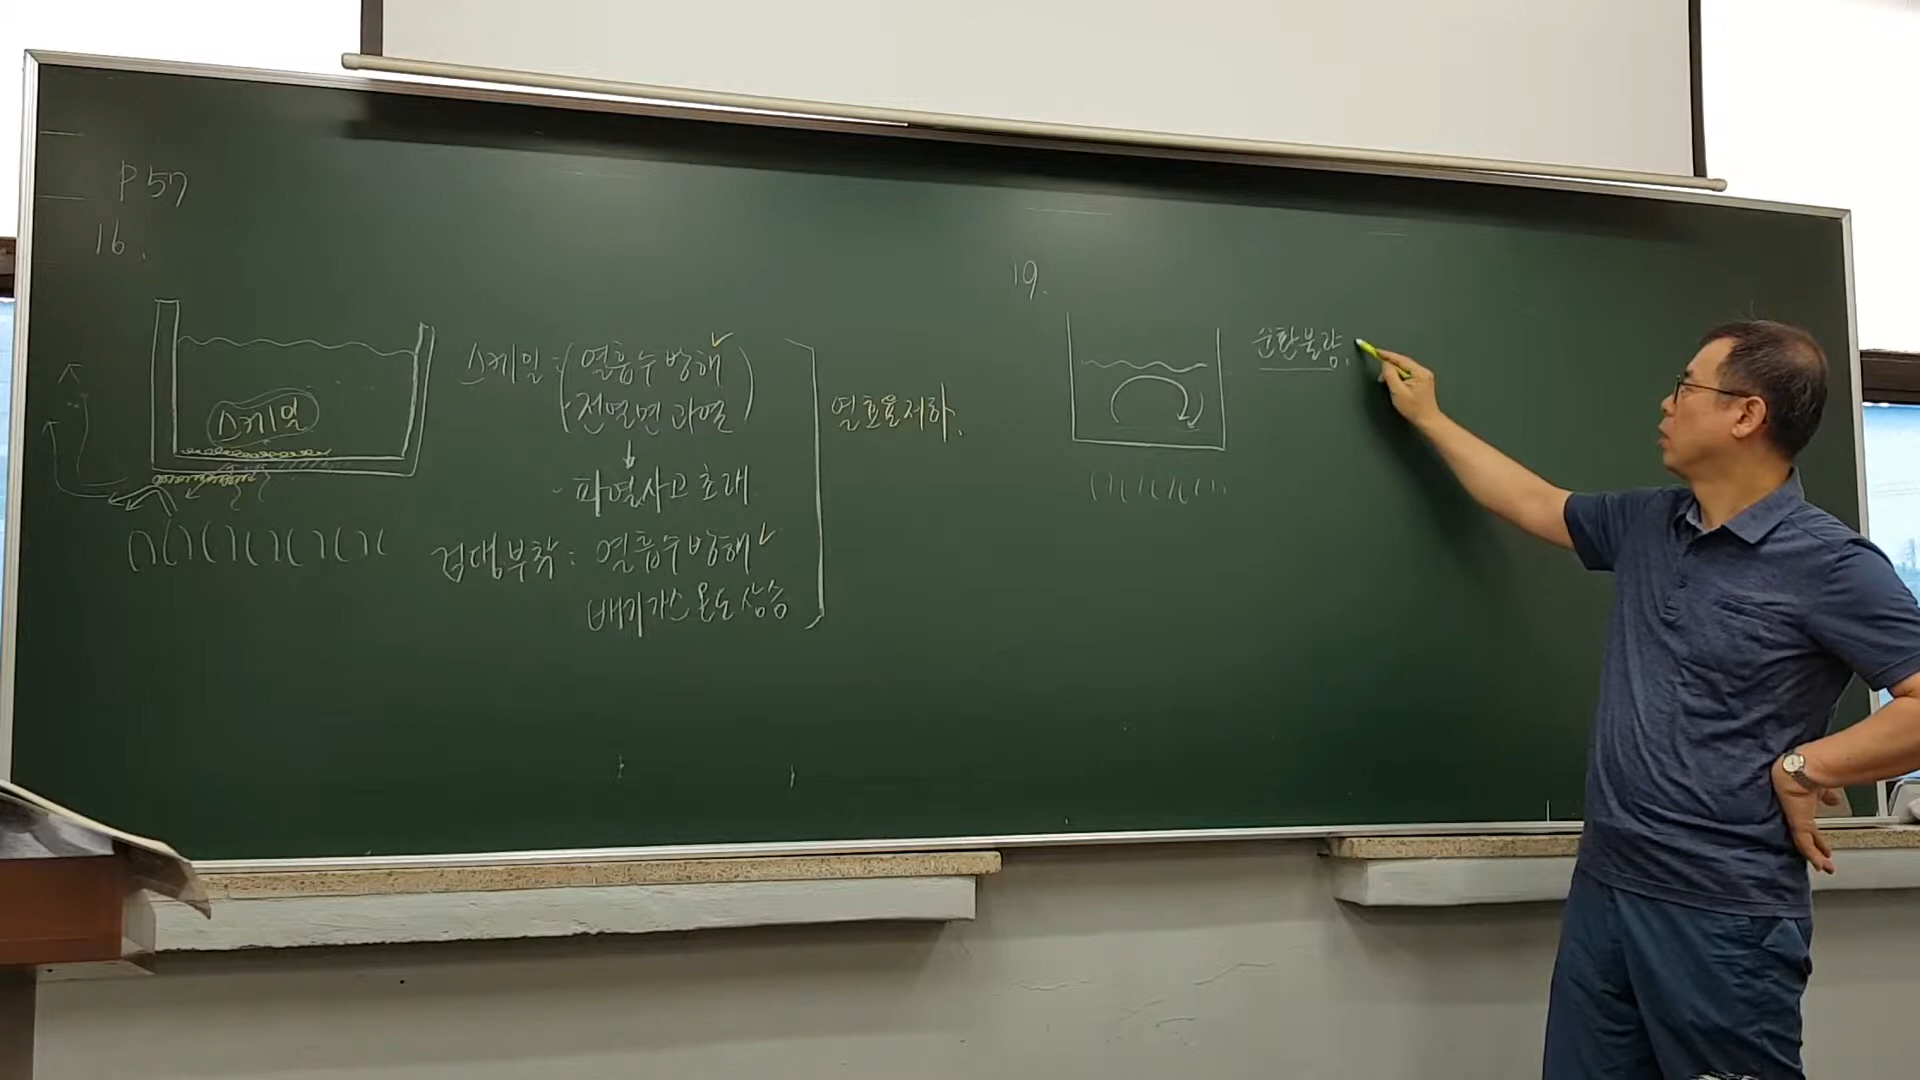 P 57
16.
스케일
스케일 : 열흡수 방해
· 전열면 과열
- 파열사고 초래
검댕부착 : 열흡수 방해
배기가스 온도 상승
열효율저하.
19.
순환불량.